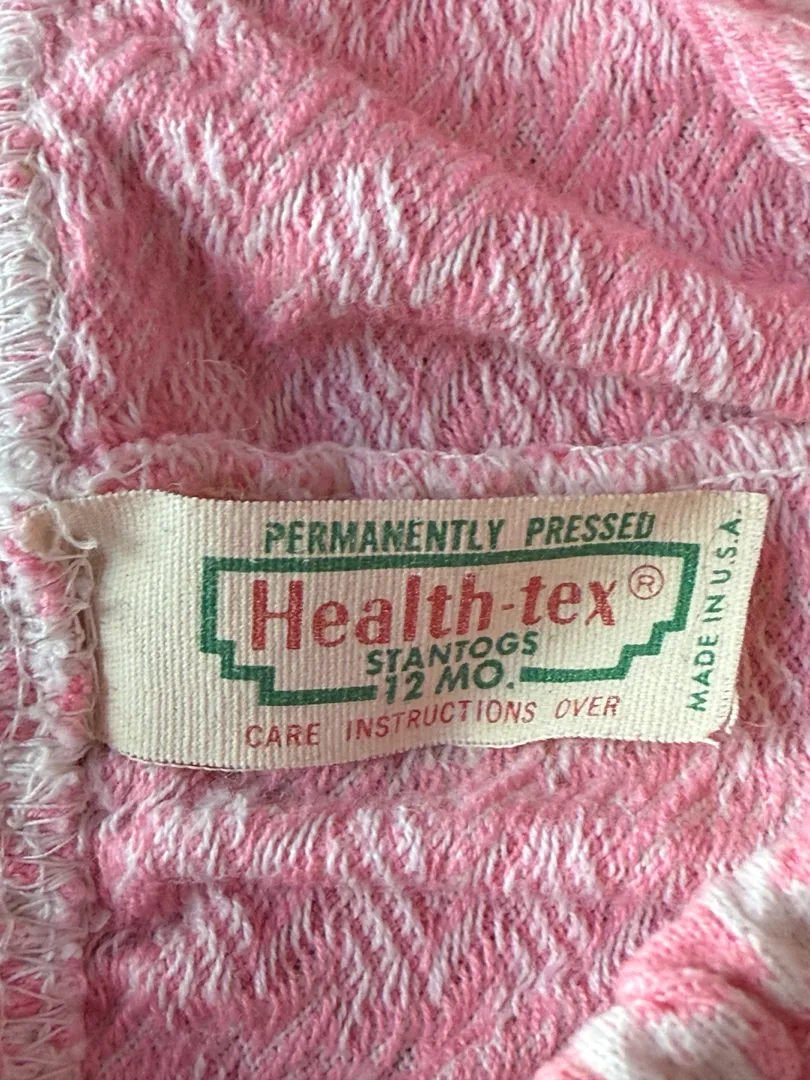 PERMANENTLY PRESSED
Health-tex®
STANTOGS
12 MO.
CARE INSTRUCTIONS OVER
MADE IN U.S.A.